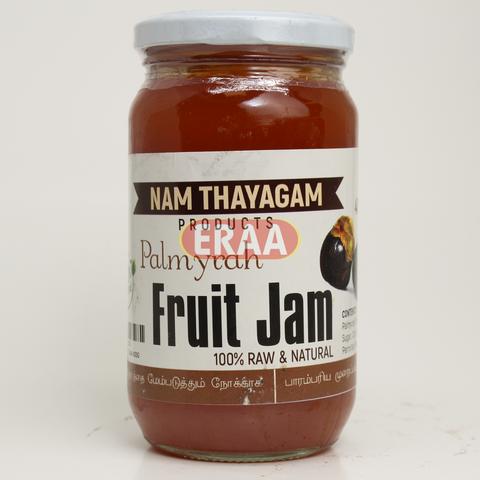 NAM THAYAGAM
PRODUCTS
ERAA
Palmyrah
Fruit Jam
100% RAW & NATURAL
மேம்படுத்தும் நோக்காக
பாரம்பரிய